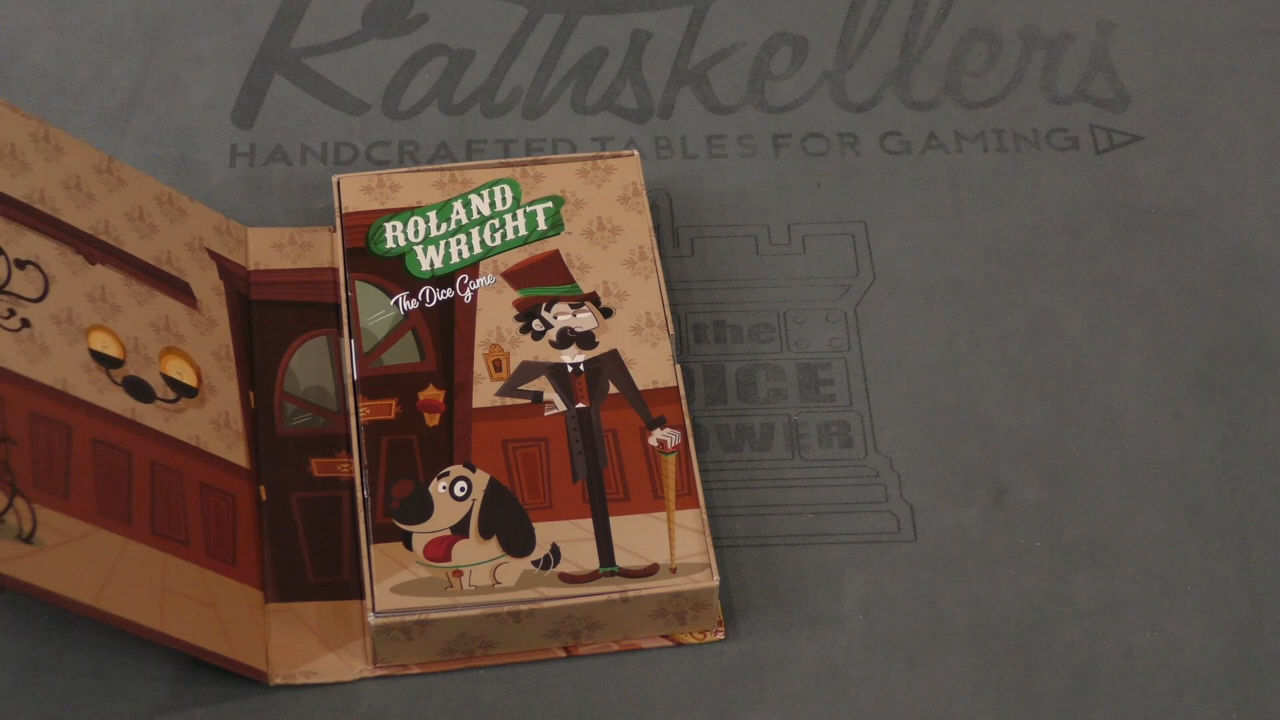 Rathskellers
HANDCRAFTED TABLES FOR GAMING
ROLAND
WRIGHT
The Dice Game
the
DICE
TOWER